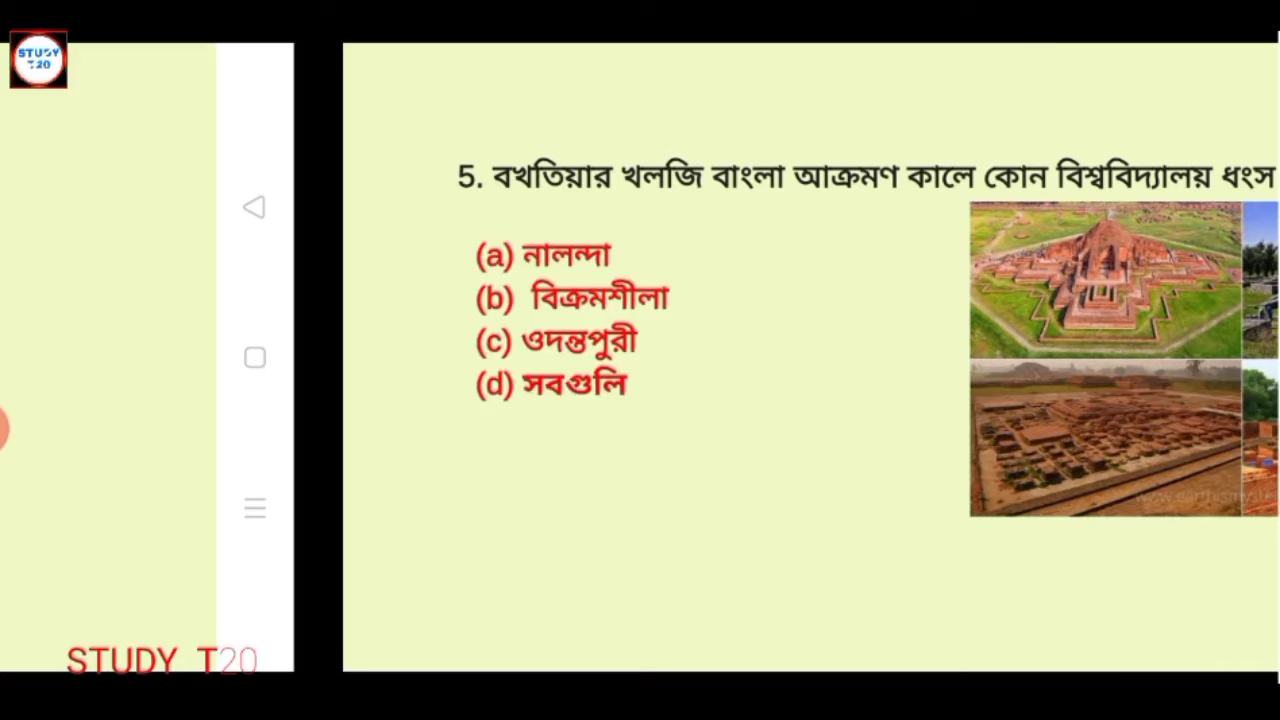 STUDY
T20
5. বখতিয়ার খলজি বাংলা আক্রমণ কালে কোন বিশ্ববিদ্যালয় ধংস
(a) নালন্দা
(b) বিক্রমশীলা
(c) ওদন্তপুরী
(d) সবগুলি
STUDY T20